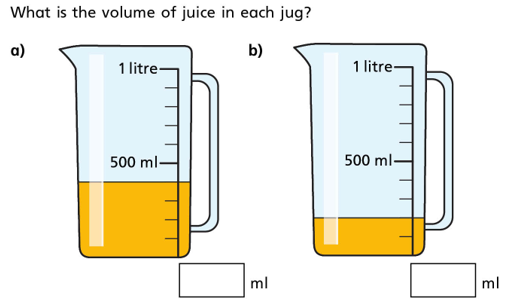 What is the volume of juice in each jug?
a)
b)
1 litre
1 litre
500 ml
500 ml
ml
ml